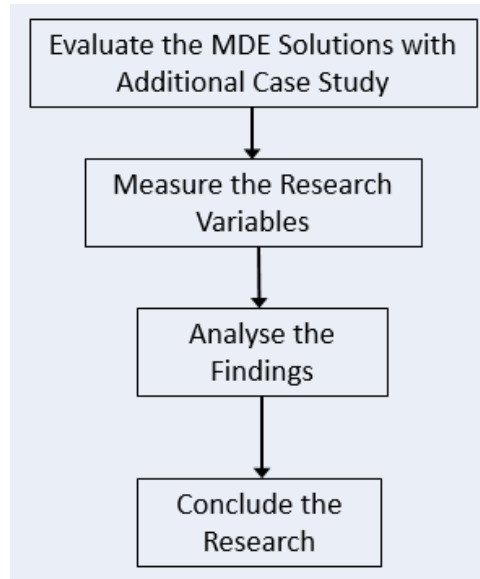 Evaluate the MDE Solutions with
Additional Case Study
Measure the Research
Variables
Analyse the
Findings
Conclude the
Research